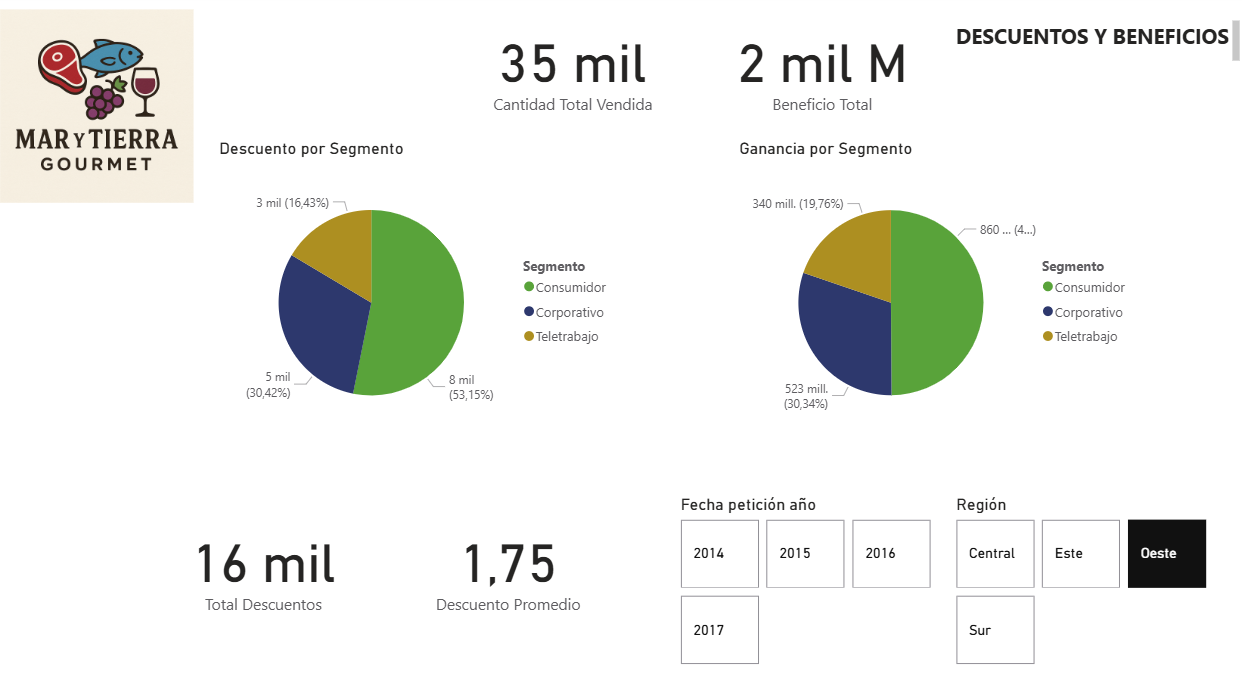 MAR Y TIERRA
GOURMET
35 mil
Cantidad Total Vendida
2 mil M
Beneficio Total
DESCUENTOS Y BENEFICIOS
Descuento por Segmento
3 mil (16,43%)
5 mil
(30,42%)
8 mil
(53,15%)
Segmento
Consumidor
Corporativo
Teletrabajo
Ganancia por Segmento
340 mill. (19,76%)
860 ... (4...)
523 mill.
(30,34%)
Segmento
Consumidor
Corporativo
Teletrabajo
16 mil
Total Descuentos
1,75
Descuento Promedio
Fecha petición año
2014
2015
2016
2017
Región
Central
Este
Oeste
Sur